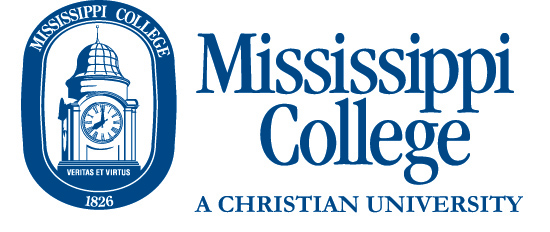 MISSISSIPPI COLLEGE
VERITAS ET VIRTUS
1826
Mississippi
College
A CHRISTIAN UNIVERSITY